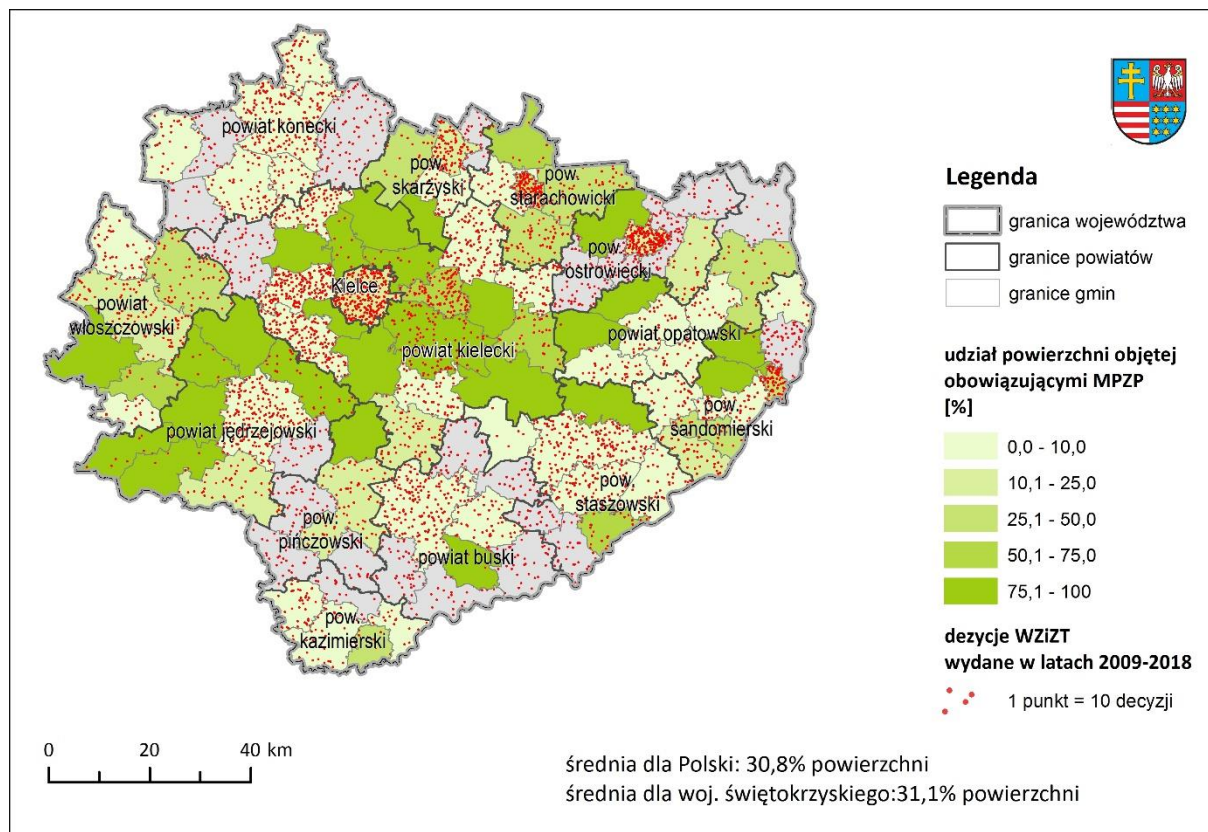 powiat konecki
pow.
skarżyski
pow.
starachowicki
pow.
ostrowiecki
Kielce
powiat
włoszczowski
powiat opatowski
powiat kielecki
pow.
sandomierski
powiat jędrzejowski
pow.
staszowski
pow.
pińczowski
powiat buski
pow.
kazimierski
0 20 40 km
Legenda
granica województwa
granice powiatów
granice gmin
udział powierzchni objętej
obowiązującymi MPZP
[%]
0,0 - 10,0
10,1 - 25,0
25,1 - 50,0
50,1 - 75,0
75,1 - 100
dezycje WZiZT
wydane w latach 2009-2018
1 punkt = 10 decyzji
średnia dla Polski: 30,8% powierzchni
średnia dla woj. świętokrzyskiego:31,1% powierzchni